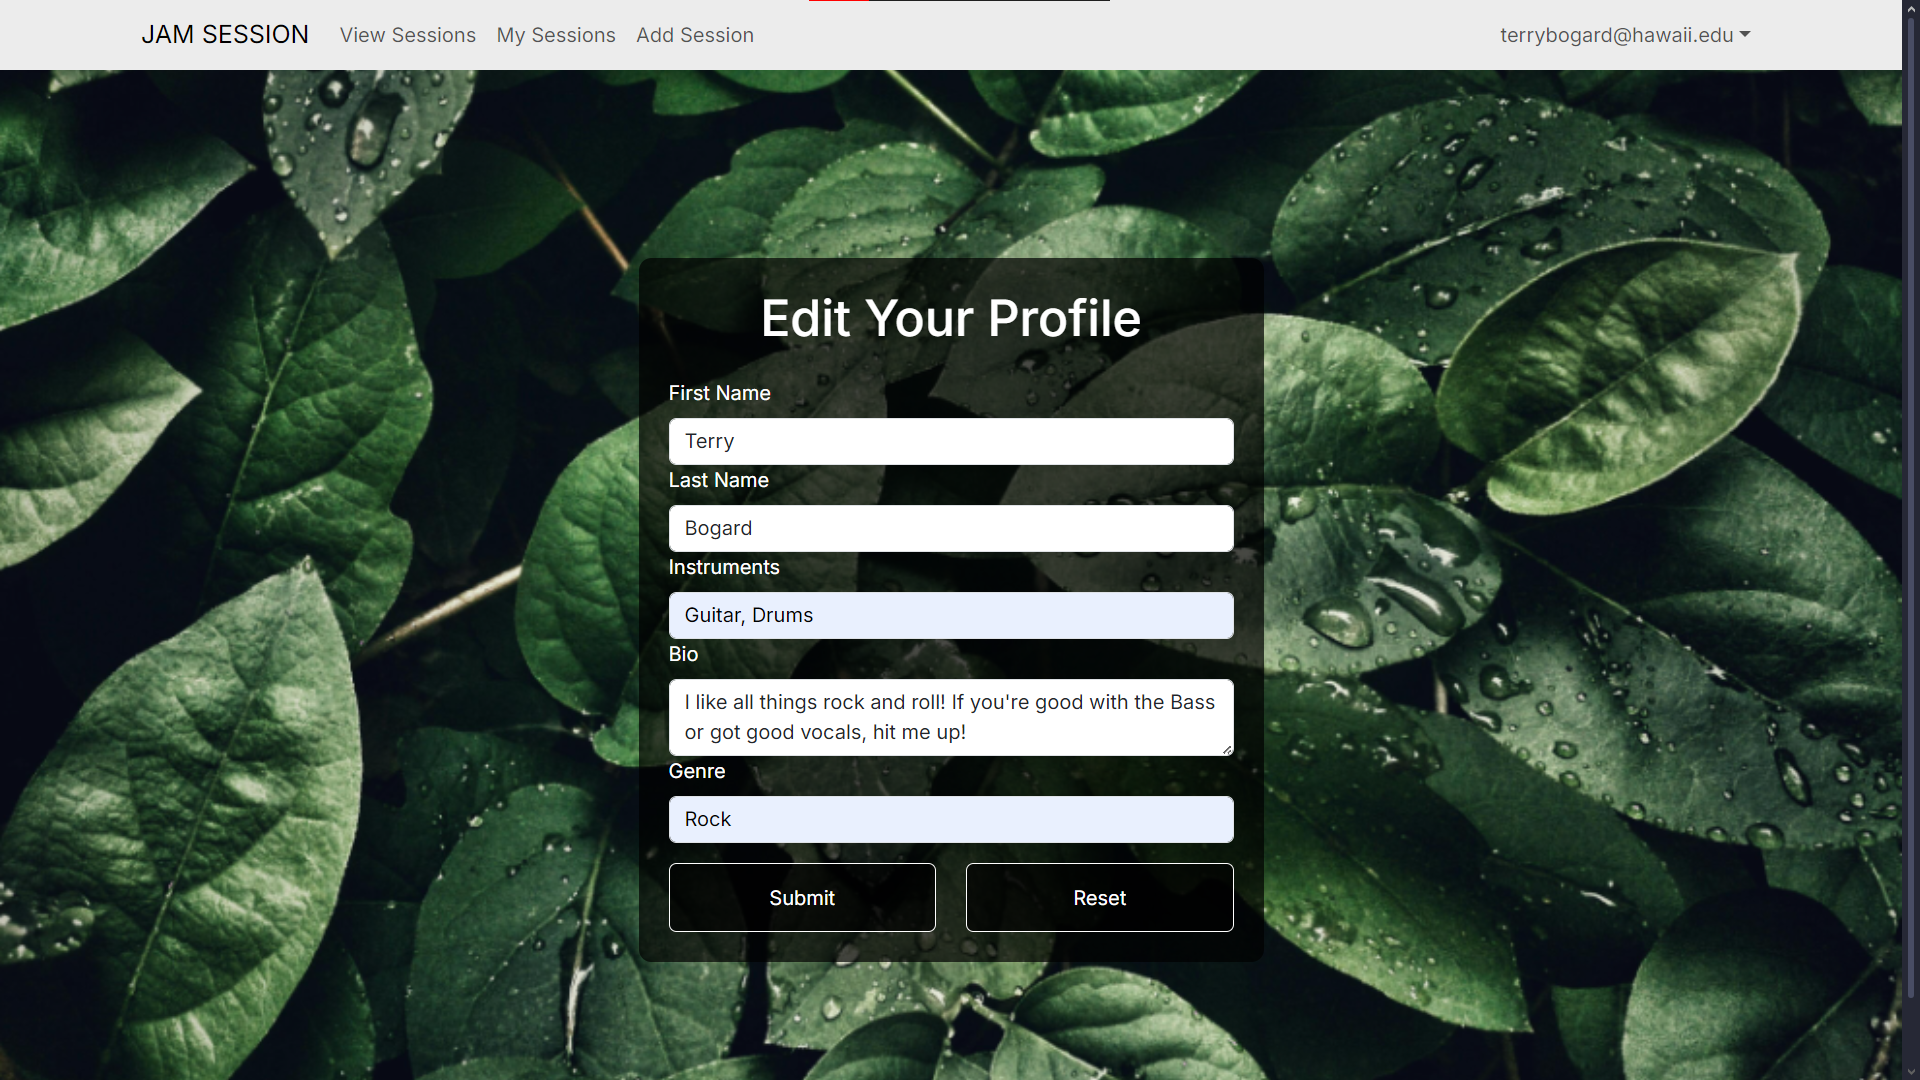 JAM SESSION View Sessions My Sessions Add Session terrybogard@hawaii.edu
Edit Your Profile
First Name
Terry
Last Name
Bogard
Instruments
Guitar, Drums
Bio
I like all things rock and roll! If you're good with the Bass
or got good vocals, hit me up!
Genre
Rock
Submit Reset